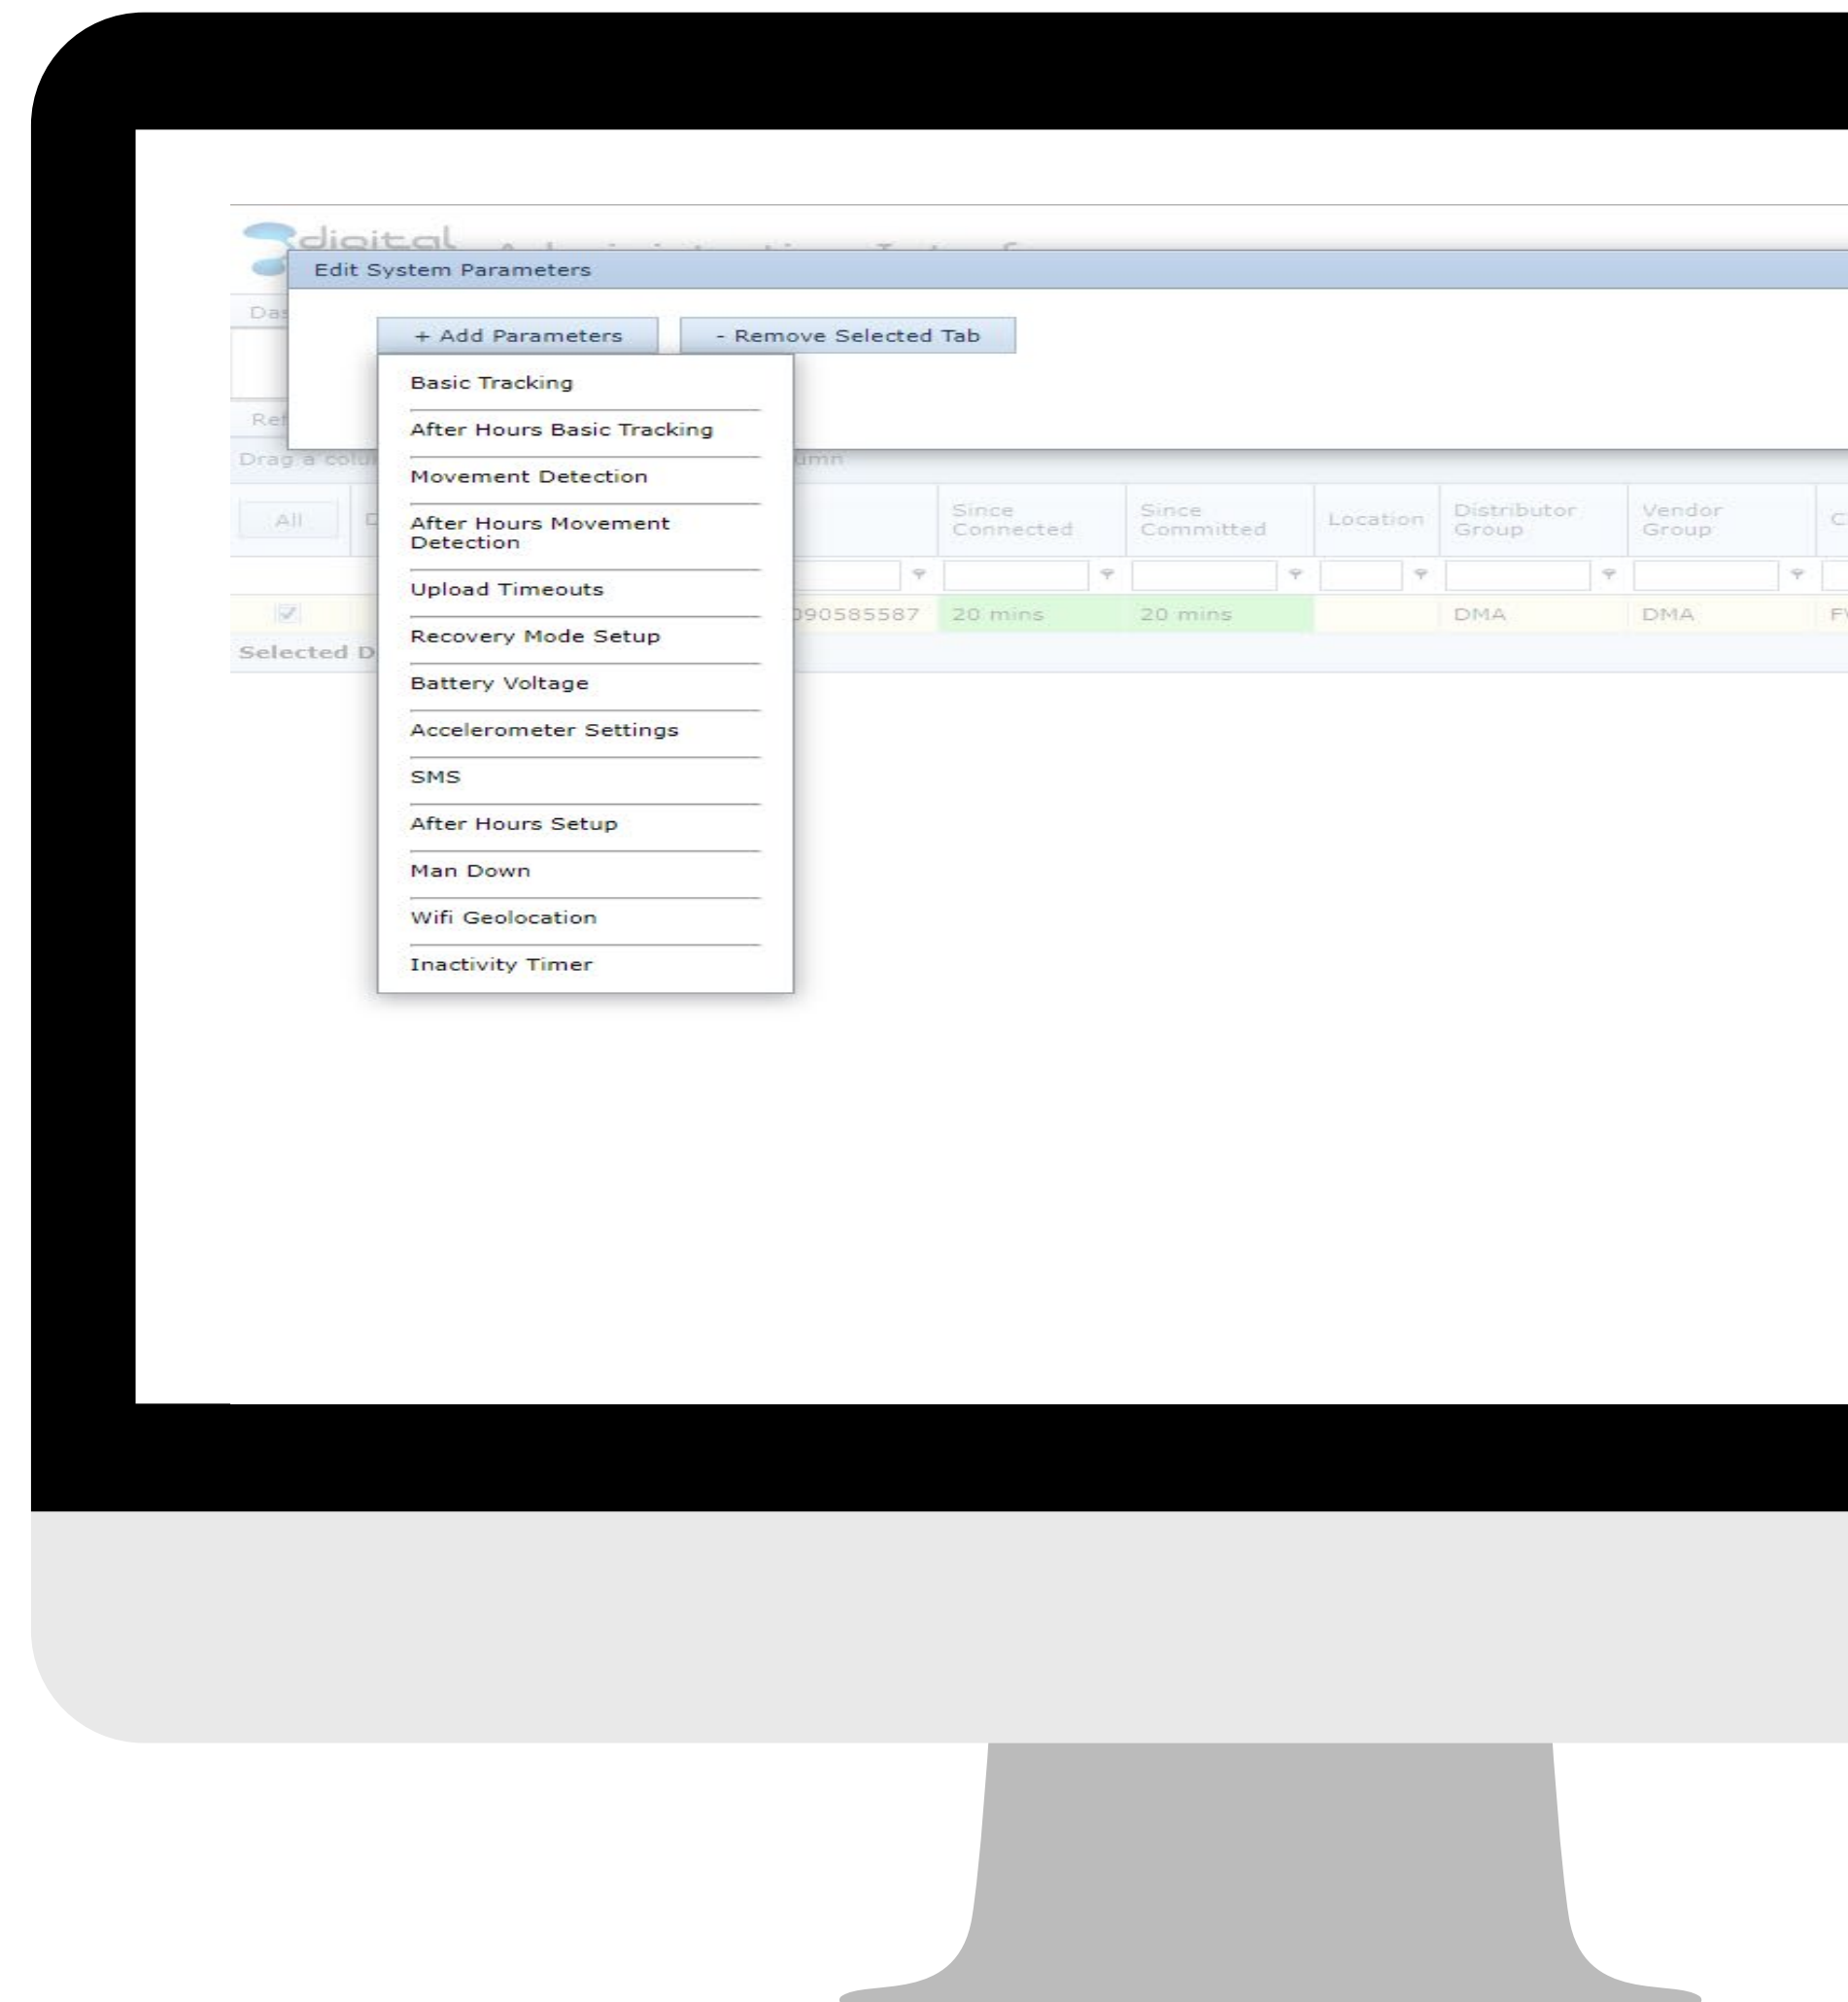 digital
Edit System Parameters
+ Add Parameters
- Remove Selected Tab
Basic Tracking
After Hours Basic Tracking
Movement Detection
After Hours Movement
Detection
Upload Timeouts
Recovery Mode Setup
Battery Voltage
Accelerometer Settings
SMS
After Hours Setup
Man Down
Wifi Geolocation
Inactivity Timer
Drag a
All
Since
Connected
Since
Committed
Location
Distributor
Group
Vendor
Group
090585587
20 mins
20 mins
DMA
DMA
Selected